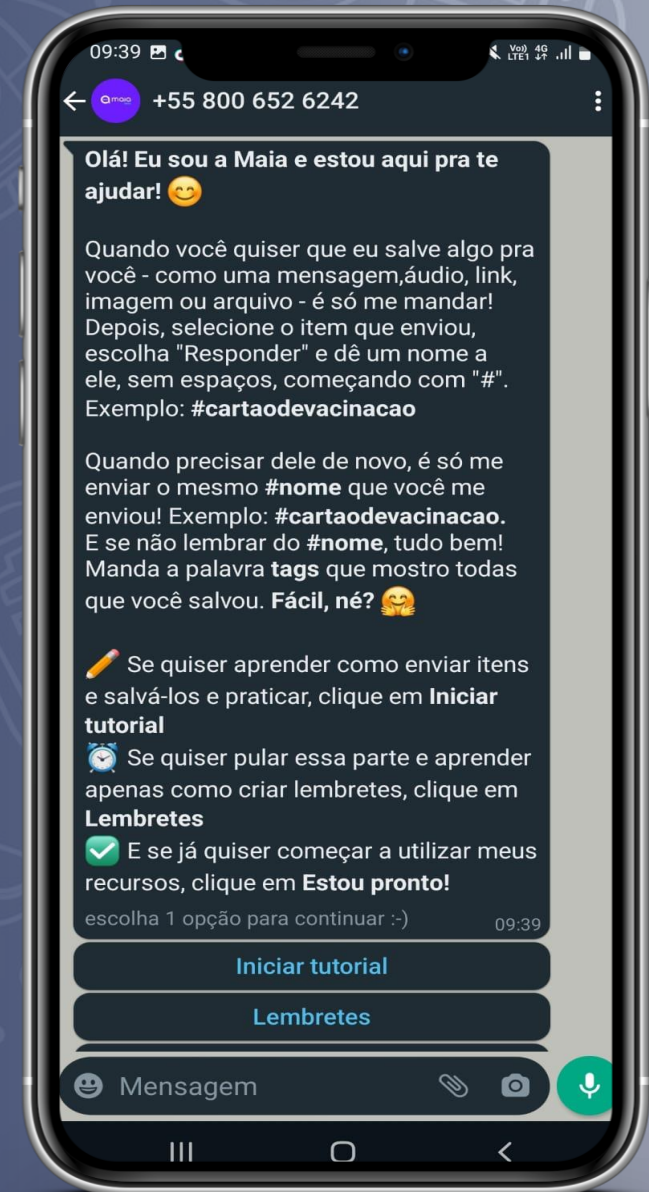 09:39
Voi) 4G
LTE1
maia
+55 800 652 6242
Olá! Eu sou a Maia e estou aqui pra te
ajudar! 😊
Quando você quiser que eu salve algo pra
você - como uma mensagem,áudio, link,
imagem ou arquivo - é só me mandar!
Depois, selecione o item que enviou,
escolha "Responder" e dê um nome a
ele, sem espaços, começando com "#".
Exemplo: #cartaodevacinacao
Quando precisar dele de novo, é só me
enviar o mesmo #nome que você me
enviou! Exemplo: #cartaodevacinacao.
E se não lembrar do #nome, tudo bem!
Manda a palavra tags que mostro todas
que você salvou. Fácil, né? 🤗
✏️ Se quiser aprender como enviar itens
e salvá-los e praticar, clique em Iniciar
tutorial
⏰ Se quiser pular essa parte e aprender
apenas como criar lembretes, clique em
Lembretes
✅ E se já quiser começar a utilizar meus
recursos, clique em Estou pronto!
escolha 1 opção para continuar :-)
09:39
Iniciar tutorial
Lembretes
Mensagem